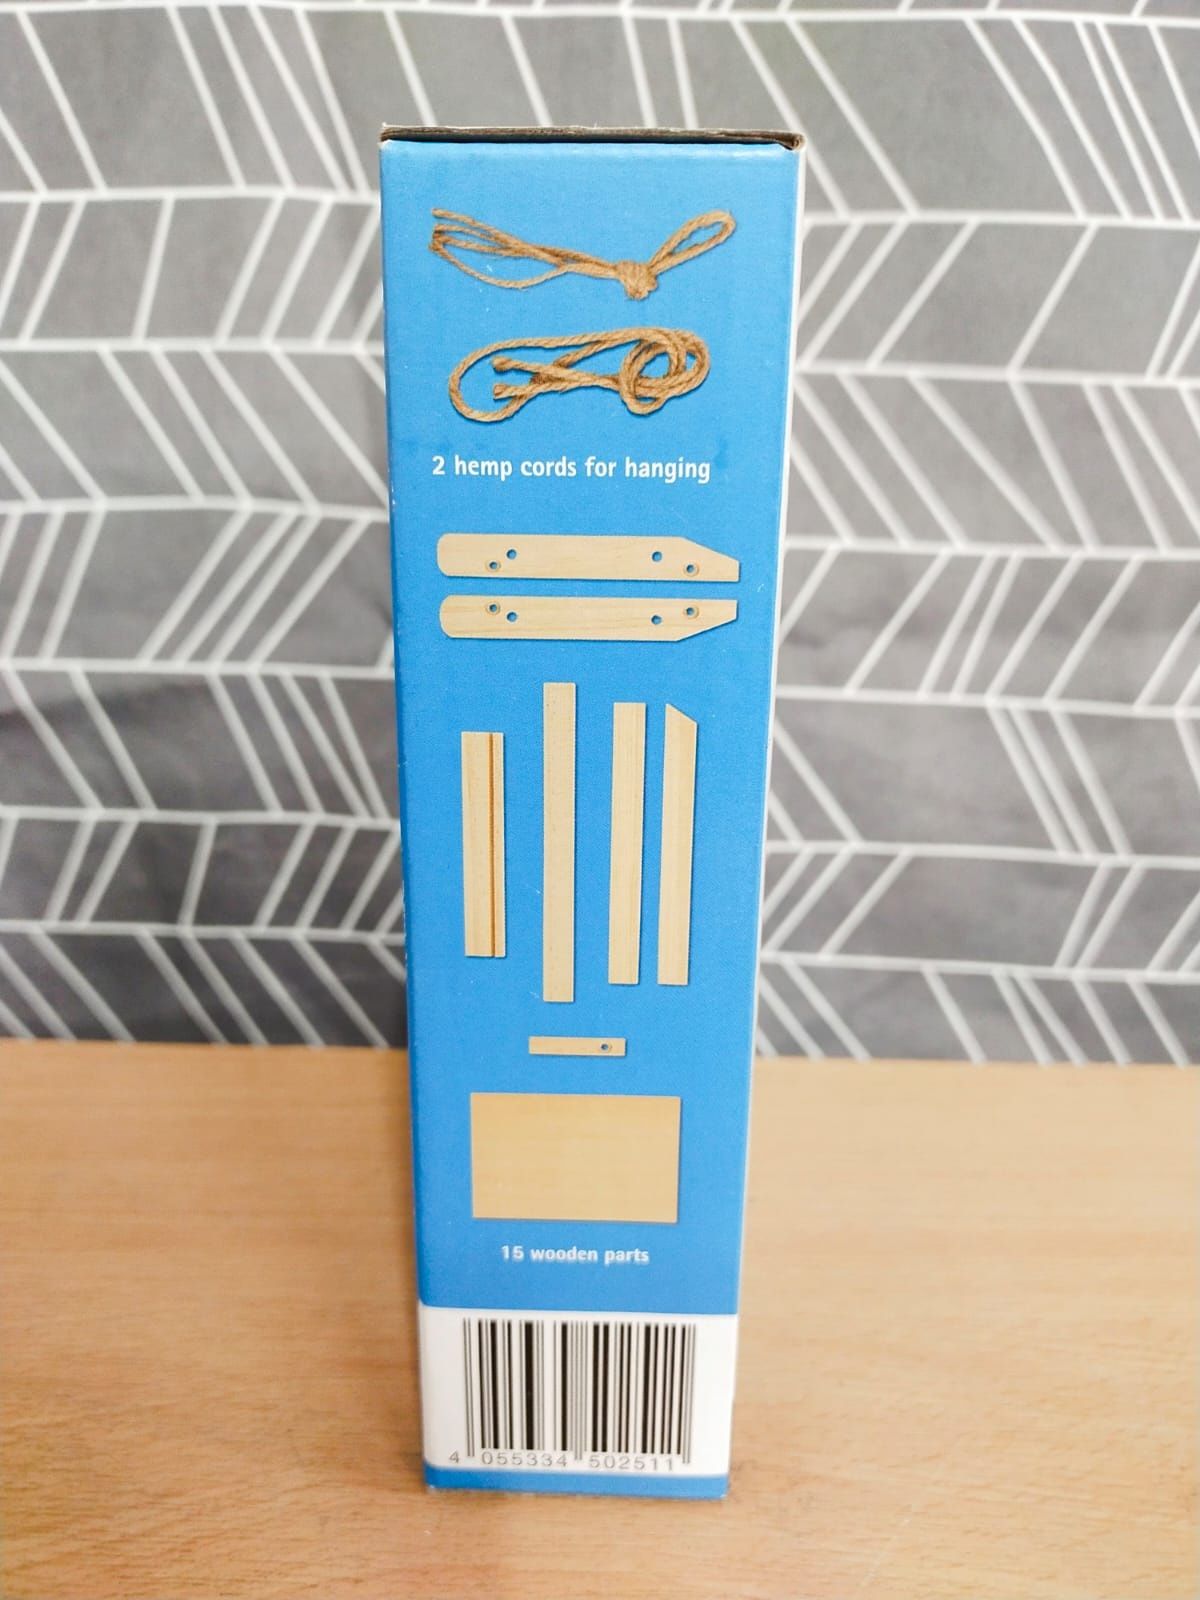 2 hemp cords for hanging
15 wooden parts
4 055334 502511